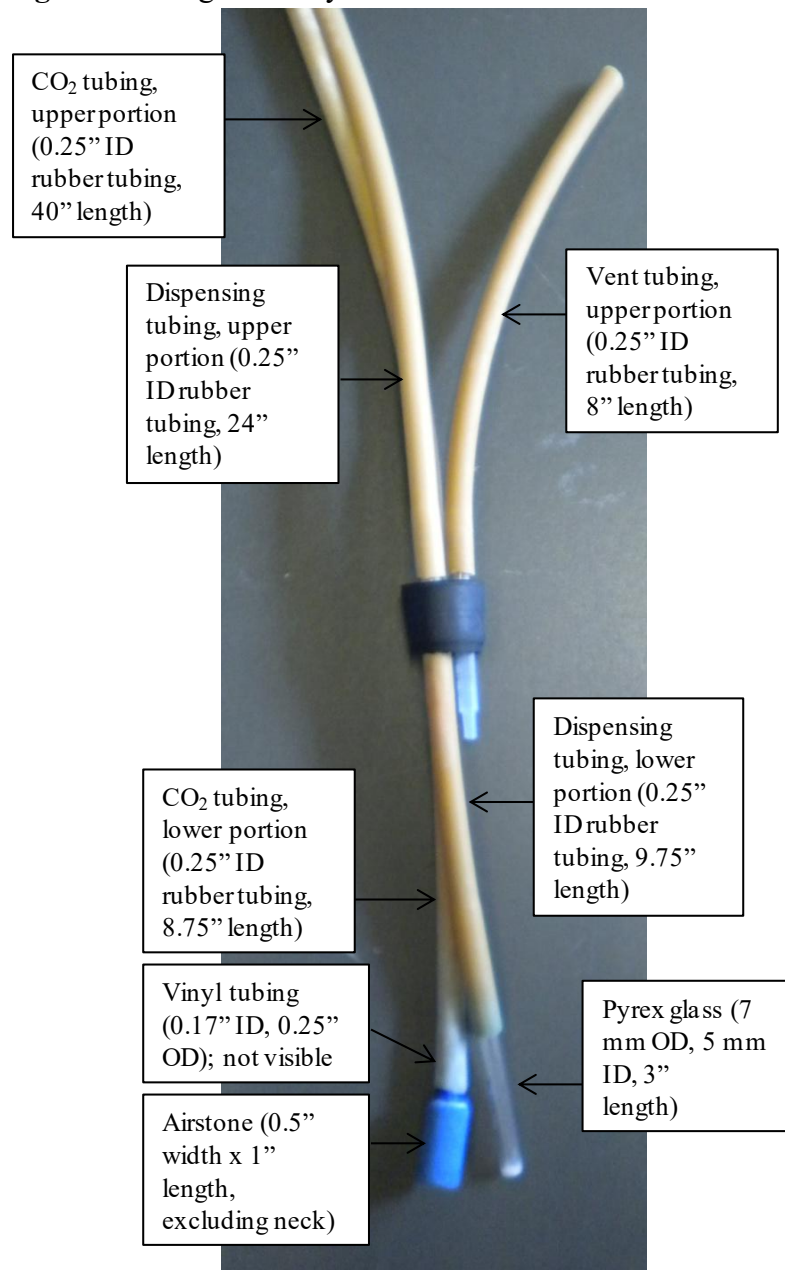 CO₂ tubing,
upper portion
(0.25” ID
rubber tubing,
40” length)
Dispensing
tubing, upper
portion (0.25”
ID rubber
tubing, 24”
length)
Vent tubing,
upper portion
(0.25” ID
rubber tubing,
8” length)
Dispensing
tubing, lower
portion (0.25”
ID rubber
tubing, 9.75”
length)
CO₂ tubing,
lower portion
(0.25” ID
rubber tubing,
8.75” length)
Vinyl tubing
(0.17” ID, 0.25”
OD); not visible
Pyrex glass (7
mm OD, 5 mm
ID, 3”
length)
Airstone (0.5”
width x 1”
length,
excluding neck)